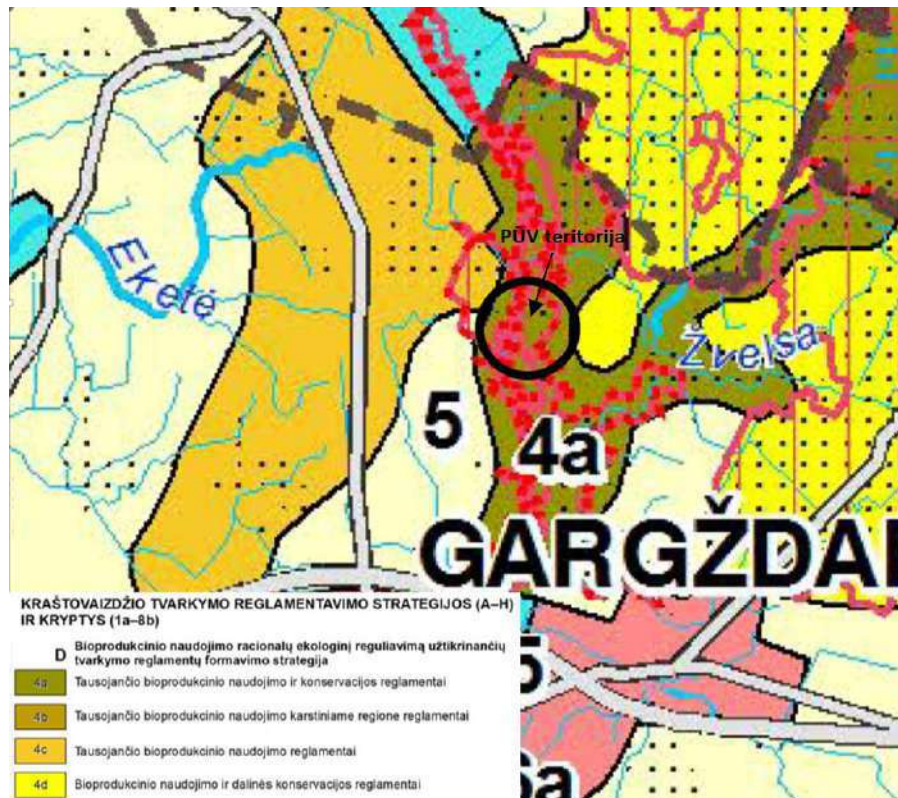 PŪV teritorija
Eketė
Žvelsa
5
4a
GARGŽDAI
5
6a
KRAŠTOVAIZDŽIO TVARKYMO REGLAMENTAVIMO STRATEGIJOS (A–H)
IR KRYPTYS (1a–8b)
D Bioprodukcinio naudojimo racionalų ekologinį reguliavimą užtikrinančių
tvarkymo reglamentų formavimo strategija
4a Tausojančio bioprodukcinio naudojimo ir konservacijos reglamentai
4b Tausojančio bioprodukcinio naudojimo karstiniame regione reglamentai
4c Tausojančio bioprodukcinio naudojimo reglamentai
4d Bioprodukcinio naudojimo ir dalinės konservacijos reglamentai